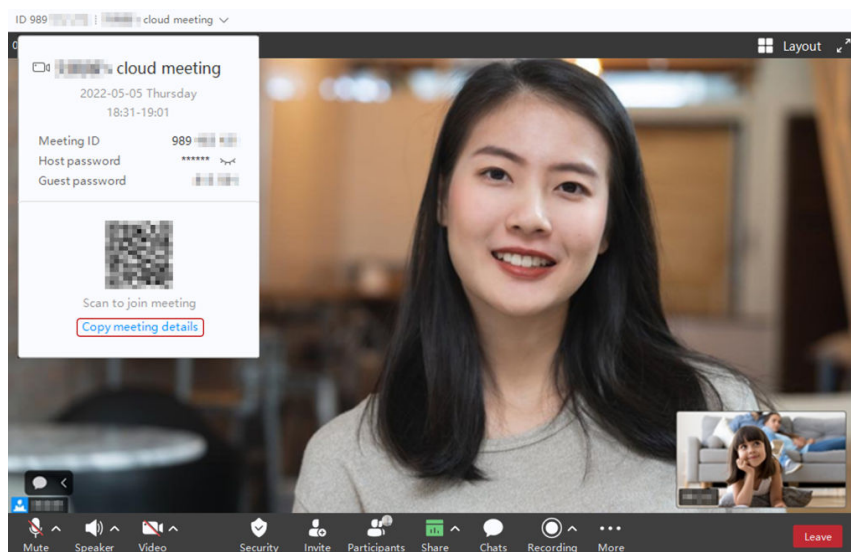 ID 989 | cloud meeting
Layout
cloud meeting
2022-05-05 Thursday
18:31-19:01
Meeting ID 989
Host password ******
Guest password
Scan to join meeting
Copy meeting details
Mute Speaker Video Security Invite Participants Share Chats Recording More Leave